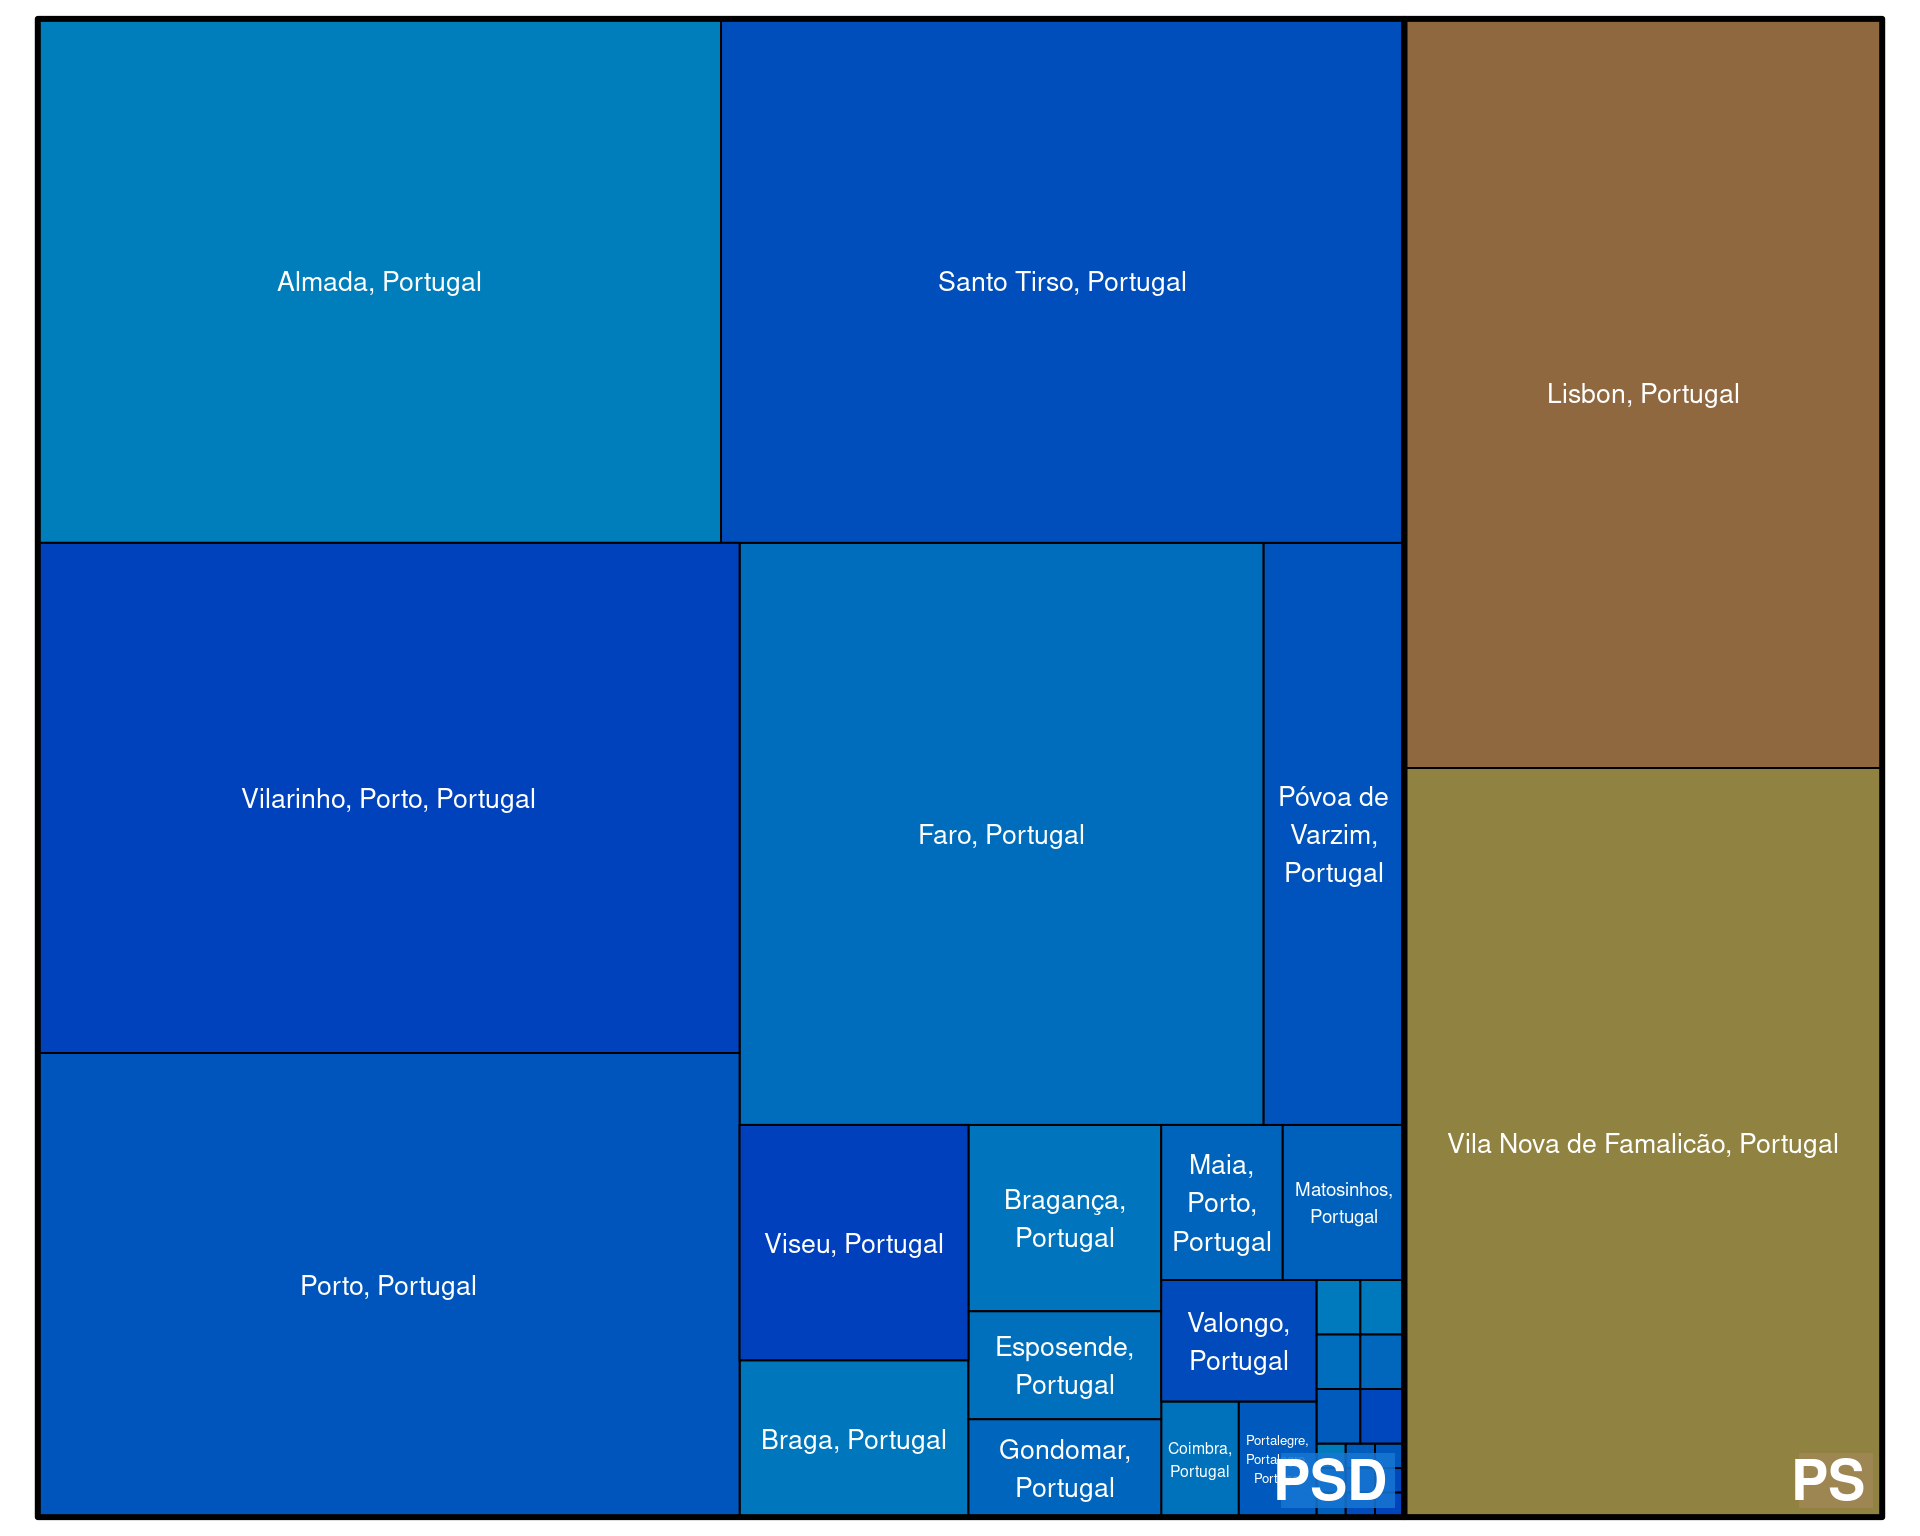 Almada, Portugal
Santo Tirso, Portugal
Lisbon, Portugal
Vilarinho, Porto, Portugal
Faro, Portugal
Póvoa de
Varzim,
Portugal
Vila Nova de Famalicão, Portugal
Porto, Portugal
Viseu, Portugal
Bragança,
Portugal
Maia,
Porto,
Portugal
Matosinhos,
Portugal
Esposende,
Portugal
Valongo,
Portugal
Braga, Portugal
Gondomar,
Portugal
Coimbra,
Portugal
Portalegre,
PSD
PS